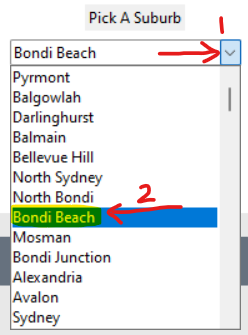 Pick A Suburb
1
Bondi Beach
Pyrmont
Balgowlah
Darlinghurst
Balmain
Bellevue Hill
North Sydney
North Bondi
2
Bondi Beach
Mosman
Bondi Junction
Alexandria
Avalon
Sydney